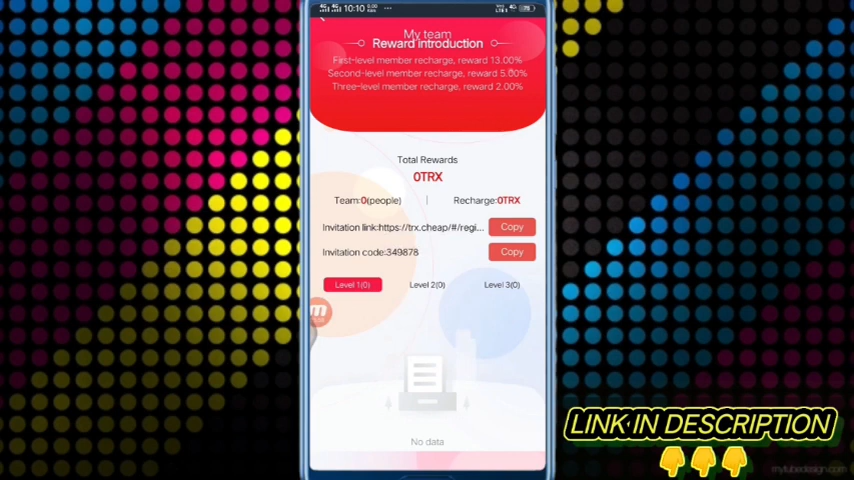 10:10
My team
Reward introduction
First-level member recharge, reward 13.00%
Second-level member recharge, reward 5.00%
Three-level member recharge, reward 2.00%
Total Rewards
0TRX
Team:0(people) | Recharge:0TRX
Invitation link:https://trx.cheap/#/regi... Copy
Invitation code:349878 Copy
Level 1(0) Level 2(0) Level 3(0)
No data
LINK IN DESCRIPTION
mytubedesign.com